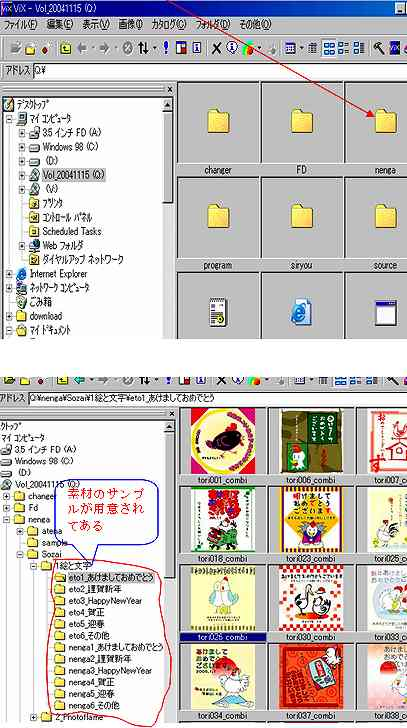 ViX - Vol_20041115 (Q:)
ファイル(F) 編集(E) 表示(V) 画像(I) カタログ(C) フォルダ(D) その他(O)
アドレス Q:¥
デスクトップ
マイ コンピュータ
3.5 インチ FD (A:)
Windows 98 (C:)
(D:)
Vol_20041115 (Q:)
(V:)
プリンタ
コントロール パネル
Scheduled Tasks
Web フォルダ
ダイヤルアップ ネットワーク
Internet Explorer
ネットワーク コンピュータ
ごみ箱
download
マイ ドキュメント
changer FD nenga
program siryou source
アドレス Q:¥nenga¥Sozai¥1絵と文字¥eto1_あけましておめでとう
マイ コンピュータ
3.5 インチ FD (A:)
Windows 98 (C:)
(D:)
Vol_20041115 (Q:)
changer
Fd
nenga
atena
sample
Sozai
1絵と文字
eto1_あけましておめでとう
eto2_謹賀新年
eto3_HappyNewYear
eto4_賀正
eto5_迎春
eto6_その他
nenga1_あけましておめでとう
nenga2_謹賀新年
nenga3_HappyNewYear
nenga4_賀正
nenga5_迎春
nenga6_その他
2_Photoflame
素材のサンプ
ルが用意され
てある
tori001_combi tori006_combi tori011
tori018_combi tori023_combi tori025
tori026_combi tori030_combi tori033
tori034_combi tori037_combi tori041